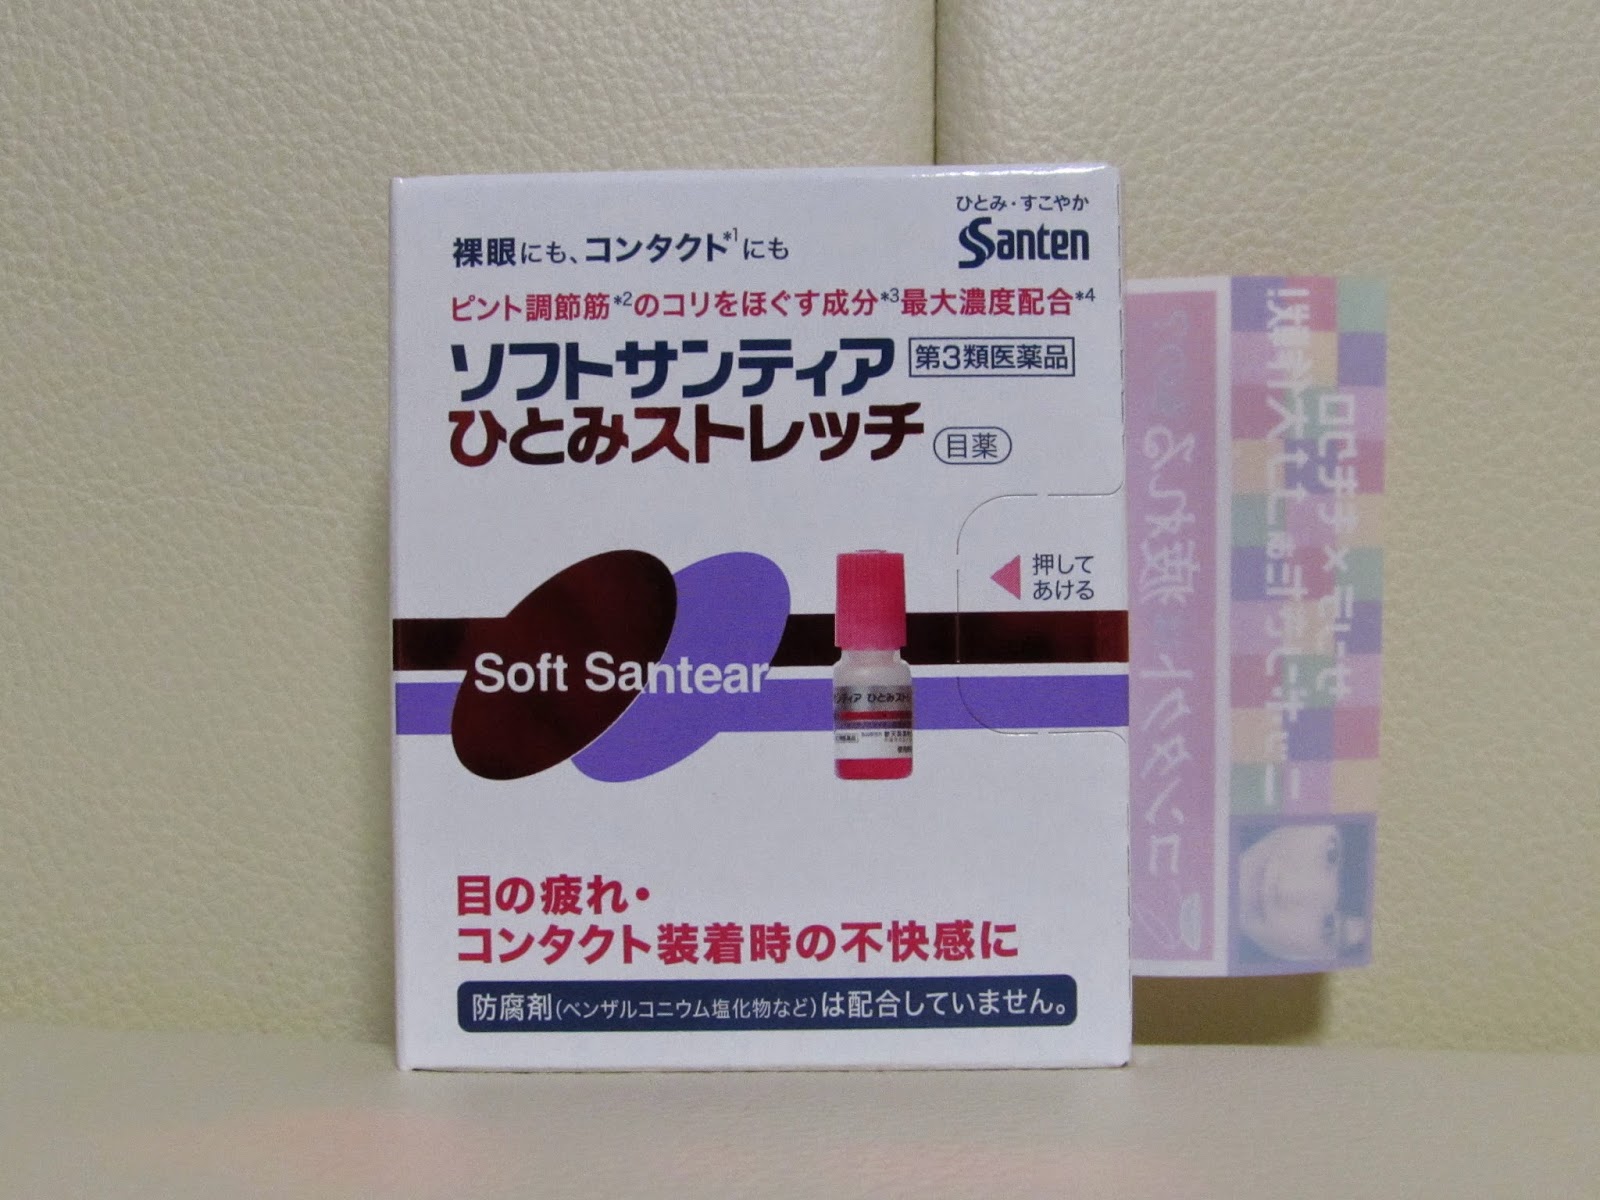 ひとみ・すこやか
Santen
裸眼にも、コンタクト*1にも
ピント調節筋*2のコリをほぐす成分*3最大濃度配合*4
ソフトサンティア 第3類医薬品
ひとみストレッチ 目薬
押して
あける
Soft Santear
ひとみスト
目の疲れ・
コンタクト装着時の不快感に
防腐剤(ベンザルコニウム塩化物など)は配合していません。